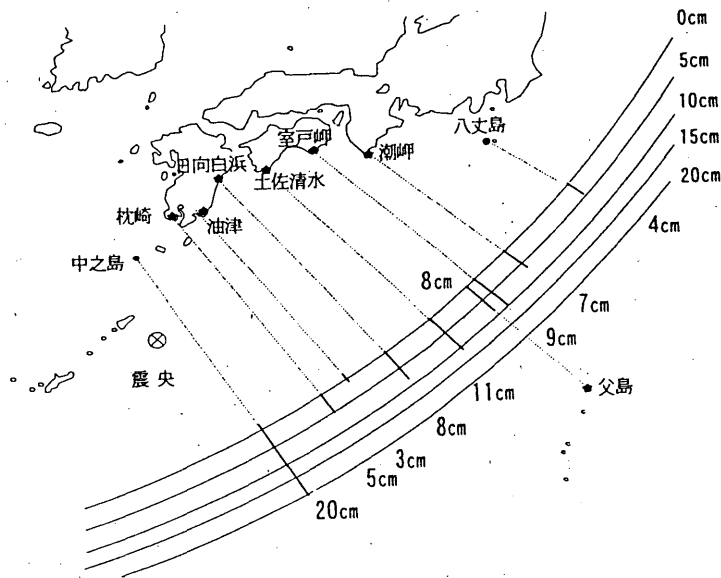 0cm
5cm
10cm
15cm
20cm
八丈島
室戸岬
潮岬
日向白浜
土佐清水
枕崎
油津
4cm
中之島
8cm
7cm
9cm
震央
父島
11cm
8cm
3cm
5cm
20cm